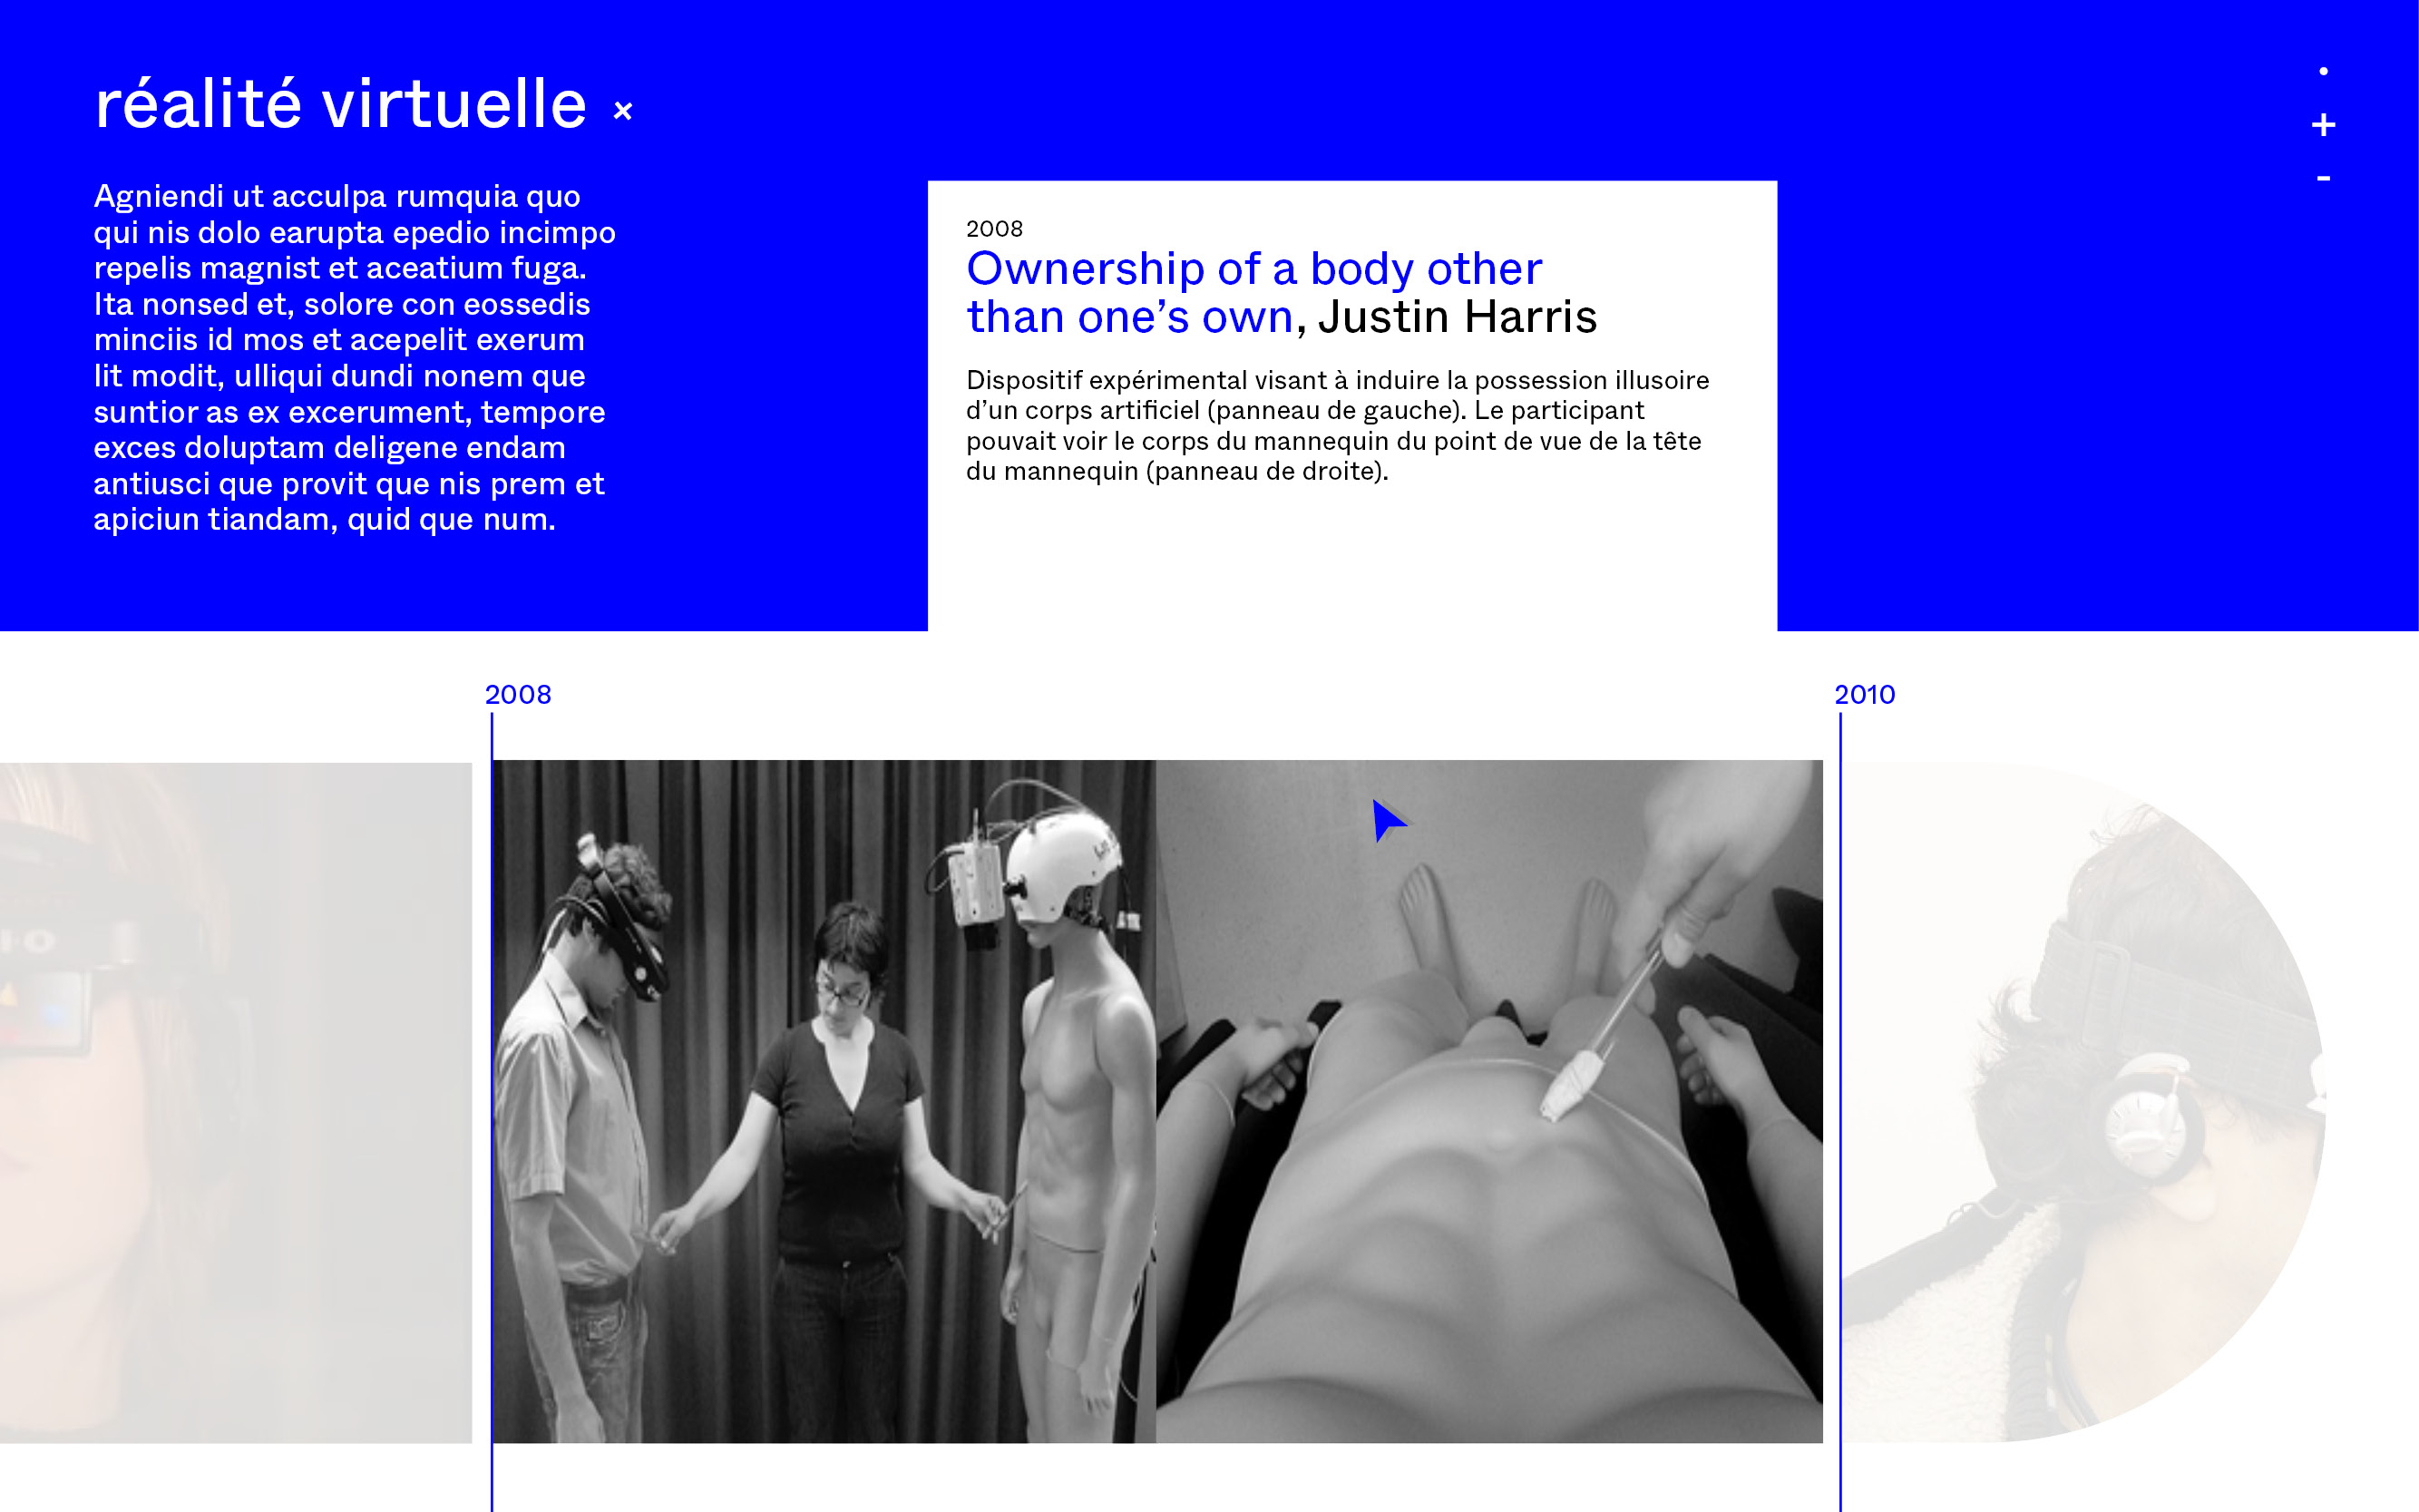 réalité virtuelle ×
Agniendi ut acculpa rumquia quo
qui nis dolo earupta epedio incimpo
repelis magnist et aceatium fuga.
Ita nonsed et, solore con eossedis
minciis id mos et acepelit exerum
lit modit, ulliqui dundi nonem que
suntior as ex excerument, tempore
exces doluptam deligene endam
antiusci que provit que nis prem et
apiciun tiandam, quid que num.
·
+
-
2008
Ownership of a body other
than one’s own, Justin Harris
Dispositif expérimental visant à induire la possession illusoire
d’un corps artificiel (panneau de gauche). Le participant
pouvait voir le corps du mannequin du point de vue de la tête
du mannequin (panneau de droite).
2008
2010